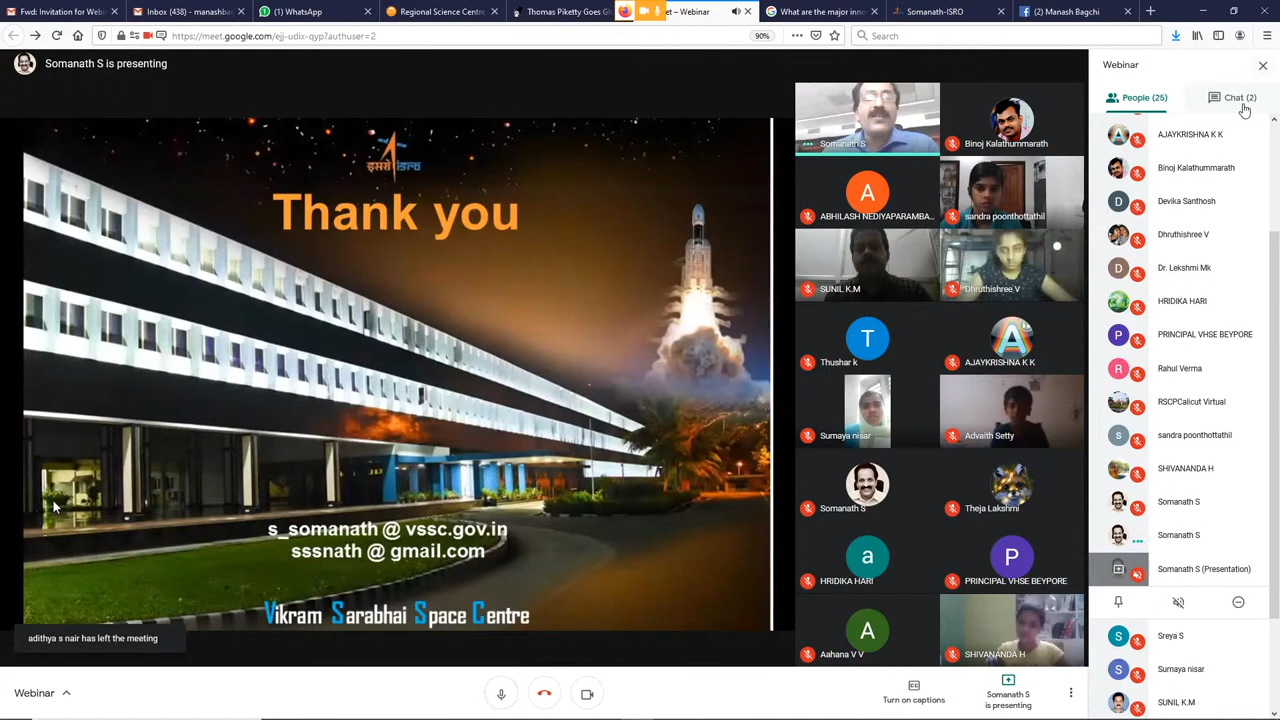 Fwd: Invitation for Webinar
Inbox (438) - manashbag
(1) WhatsApp
Regional Science Centre
Thomas Piketty Goes Gl
et – Webinar
What are the major inno
Somanath-ISRO
(2) Manash Bagchi
https://meet.google.com/ejj-udix-qyp?authuser=2
90%
Search
Somanath S is presenting
Webinar
People (25)
Chat (2)
इसरो isro
Thank you
s_somanath @ vssc.gov.in
sssnath @ gmail.com
Vikram Sarabhai Space Centre
adithya s nair has left the meeting
Somanath S
Binoj Kalathummarath
A
ABHILASH NEDIYAPARAMBA...
sandra poonthottathil
SUNIL K.M
Dhruthishree V
T
Thushar k
A
AJAYKRISHNA K K
Sumaya nisar
Advaith Setty
Somanath S
Theja Lakshmi
a
HRIDIKA HARI
P
PRINCIPAL VHSE BEYPORE
A
Aahana V V
SHIVANANDA H
AJAYKRISHNA K K
Binoj Kalathummarath
D Devika Santhosh
Dhruthishree V
D Dr. Lekshmi Mk
HRIDIKA HARI
P PRINCIPAL VHSE BEYPORE
R Rahul Verma
RSCPCalicut Virtual
s sandra poonthottathil
SHIVANANDA H
Somanath S
Somanath S
Somanath S (Presentation)
S Sreya S
S Sumaya nisar
SUNIL K.M
Webinar
Turn on captions
Somanath S
is presenting